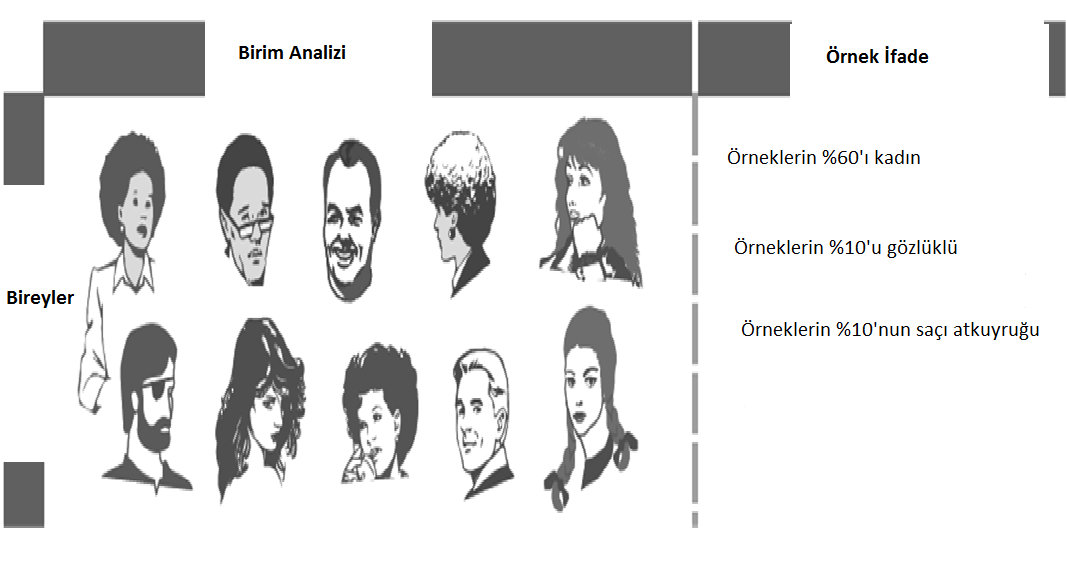 Birim Analizi
Örnek İfade
Örneklerin %60'ı kadın
Örneklerin %10'u gözlüklü
Bireyler
Örneklerin %10'nun saçı atkuyruğu